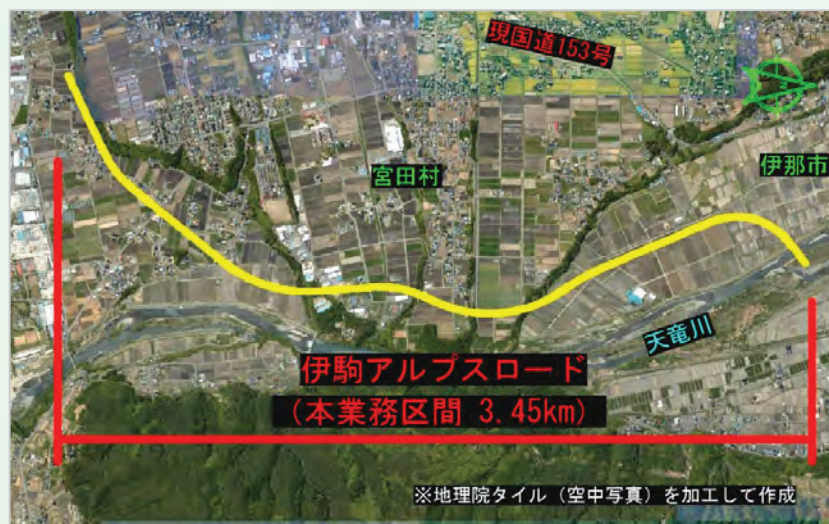 現国道153号
宮田村
伊那市
天竜川
伊駒アルプスロード
(本業務区間 3.45km)
※地理院タイル(空中写真)を加工して作成